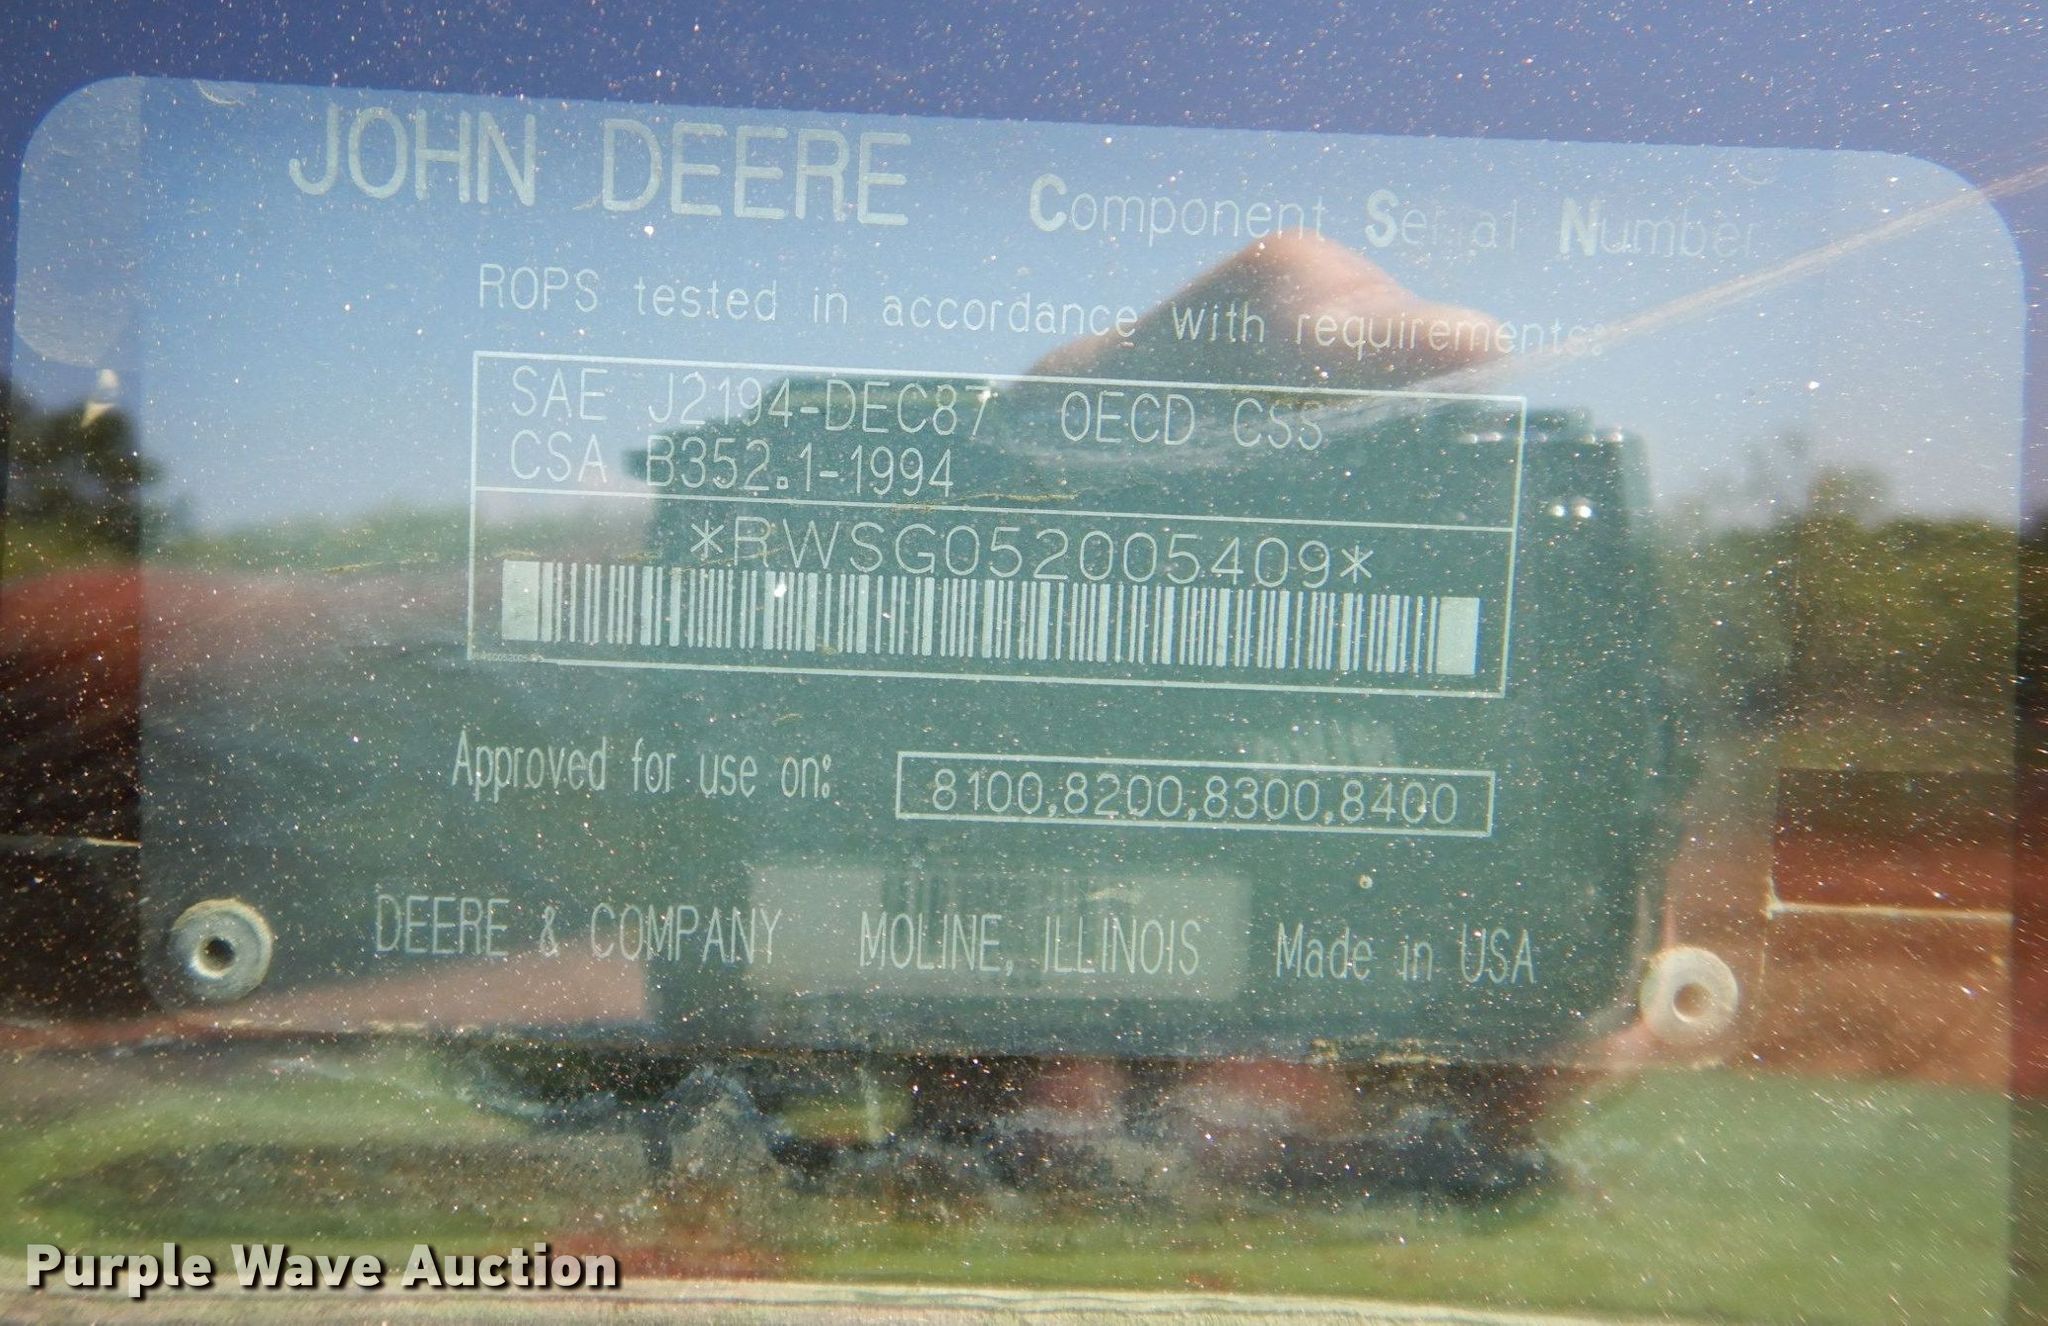 JOHN DEERE Component Serial Number
ROPS tested in accordance with requirements:
SAE J2194-DEC87 OECD CSS
CSA B352.1-1994
*RWSG052005409*
Approved for use on: 8100,8200,8300,8400
DEERE & COMPANY MOLINE, ILLINOIS Made in USA
Purple Wave Auction